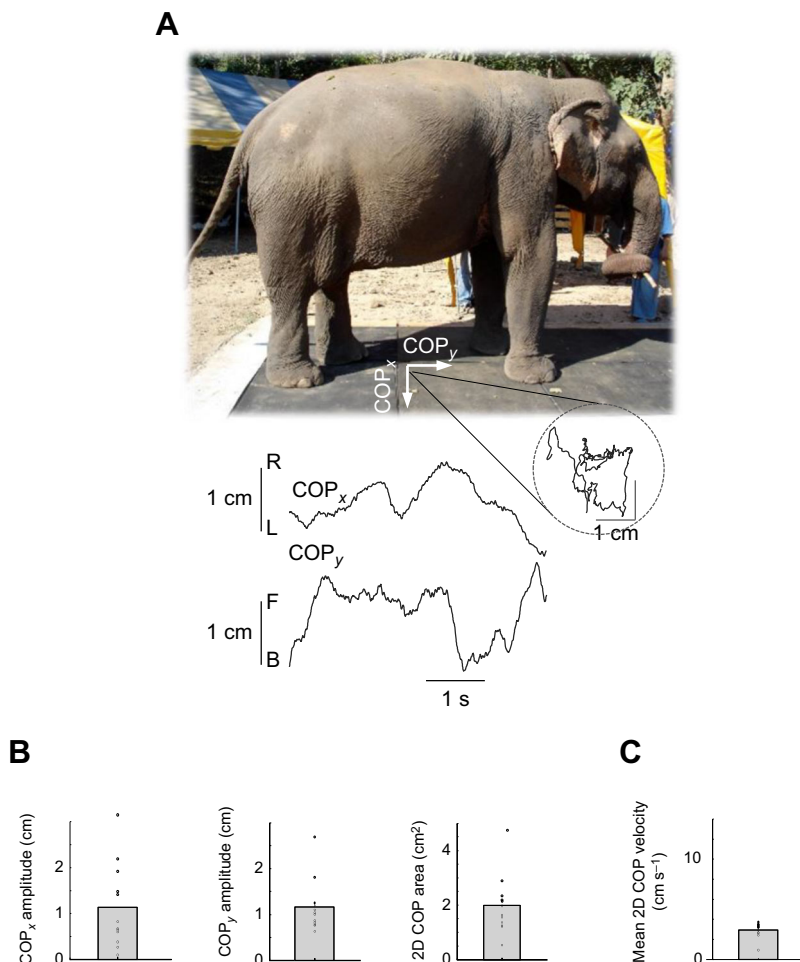 A
COPx
COPy
R
1 cm
COPx
L
1 cm
COPy
F
1 cm
B
1 s
B
C
COPx amplitude (cm)
2
1
0
COPy amplitude (cm)
2
1
0
2D COP area (cm2)
4
2
0
Mean 2D COP velocity
(cm s−1)
10
0